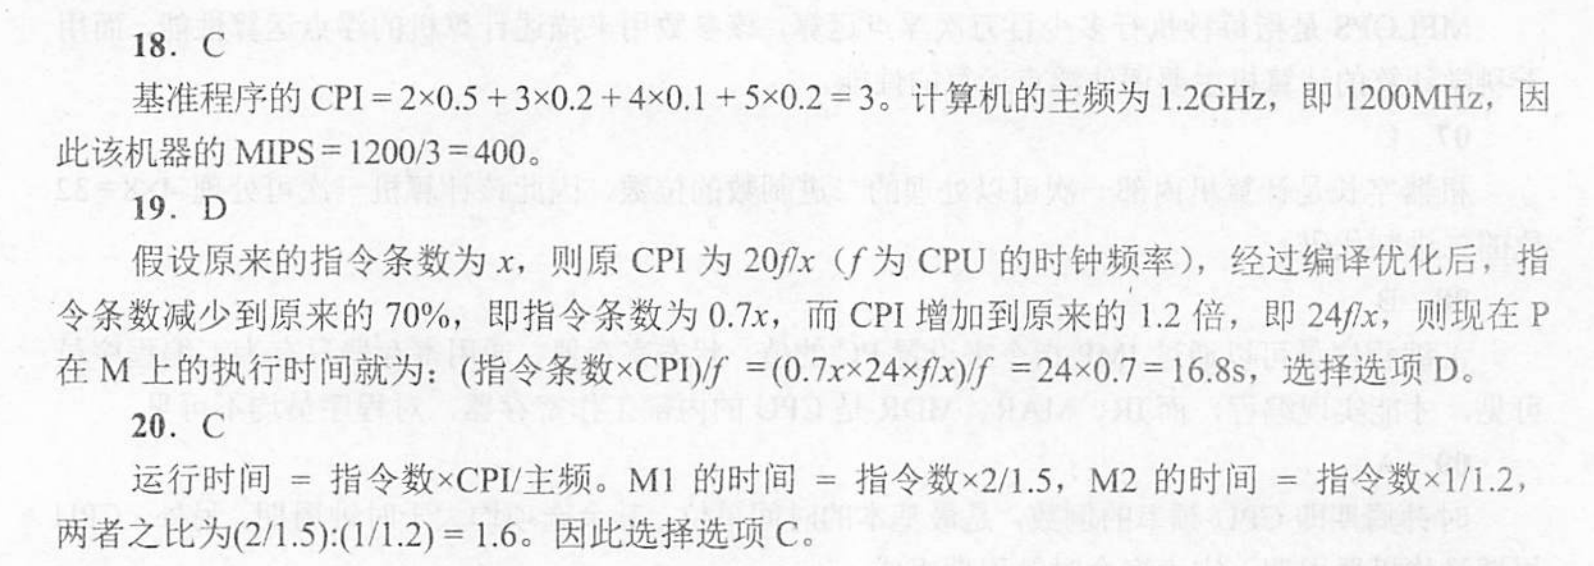 18. C
基准程序的 CPI = 2×0.5 + 3×0.2 + 4×0.1 + 5×0.2 = 3。计算机的主频为 1.2GHz，即 1200MHz，因
此该机器的 MIPS = 1200/3 = 400。
19. D
假设原来的指令条数为 x，则原 CPI 为 20f/x（f 为 CPU 的时钟频率），经过编译优化后，指
令条数减少到原来的 70%，即指令条数为 0.7x，而 CPI 增加到原来的 1.2 倍，即 24f/x，则现在 P
在 M 上的执行时间就为：(指令条数×CPI)/f = (0.7x×24×f/x)/f = 24×0.7 = 16.8s，选择选项 D。
20. C
运行时间 = 指令数×CPI/主频。M1 的时间 = 指令数×2/1.5，M2 的时间 = 指令数×1/1.2，
两者之比为(2/1.5):(1/1.2) = 1.6。因此选择选项 C。